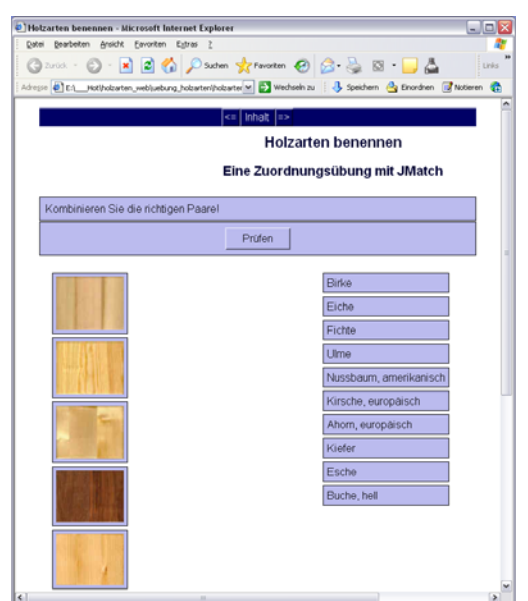 Holzarten benennen - Microsoft Internet Explorer
Datei Bearbeiten Ansicht Favoriten Extras ?
Zurück Suchen Favoriten Links »
Adresse Wechseln zu Speichern Einordnen Notieren
<= Inhalt =>
Holzarten benennen
Eine Zuordnungsübung mit JMatch
Kombinieren Sie die richtigen Paare!
Prüfen
Birke
Eiche
Fichte
Ulme
Nussbaum, amerikanisch
Kirsche, europäisch
Ahorn, europäisch
Kiefer
Esche
Buche, hell